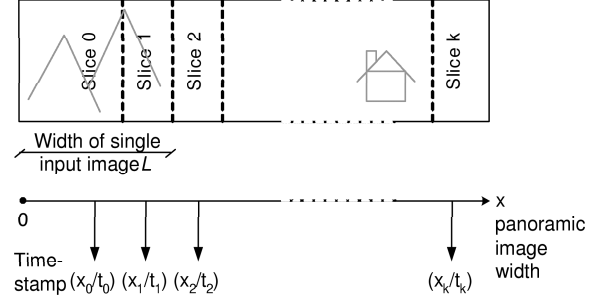 Slice 0
Slice 1
Slice 2
Slice k
Width of single
input image L
0
x
panoramic
image
width
Time-
stamp (x0/t0) (x1/t1) (x2/t2) (xk/tk)